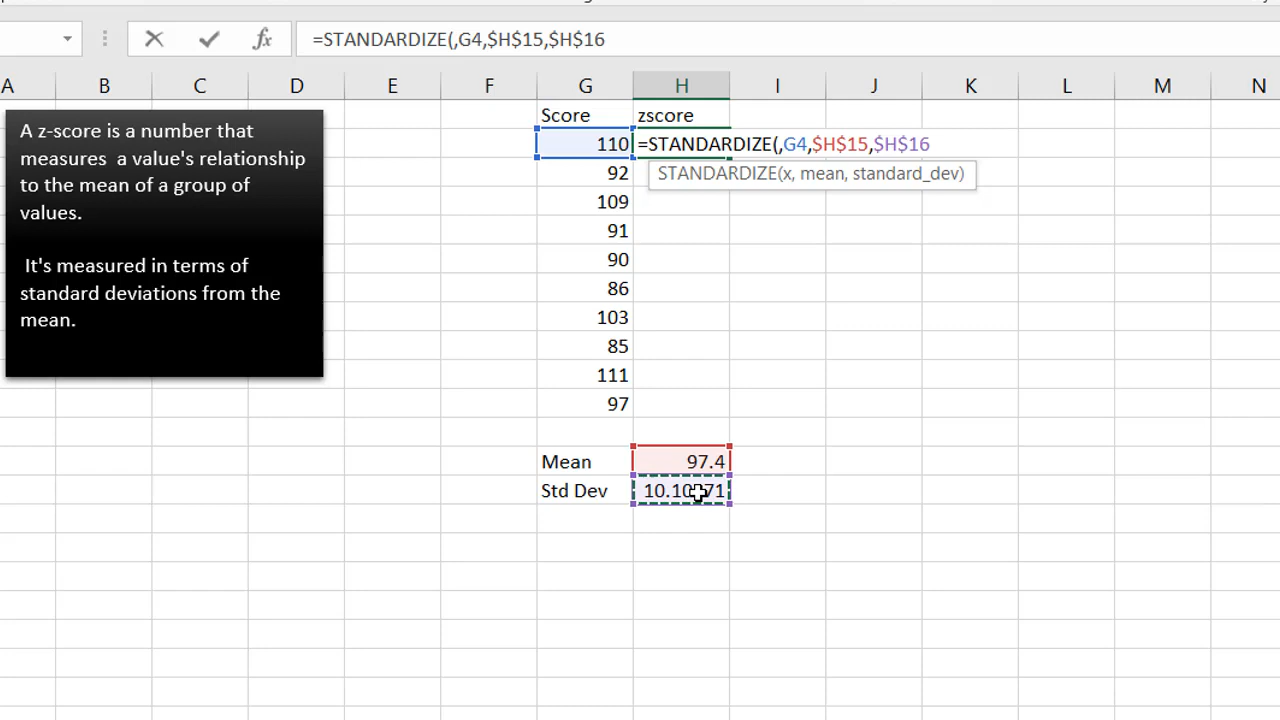 =STANDARDIZE(,G4,$H$15,$H$16
A B C D E F G H I J K L M N
A z-score is a number that
measures a value's relationship
to the mean of a group of
values.
It's measured in terms of
standard deviations from the
mean.
Score zscore
110 =STANDARDIZE(,G4,$H$15,$H$16
92 STANDARDIZE(x, mean, standard_dev)
109
91
90
86
103
85
111
97
Mean 97.4
Std Dev